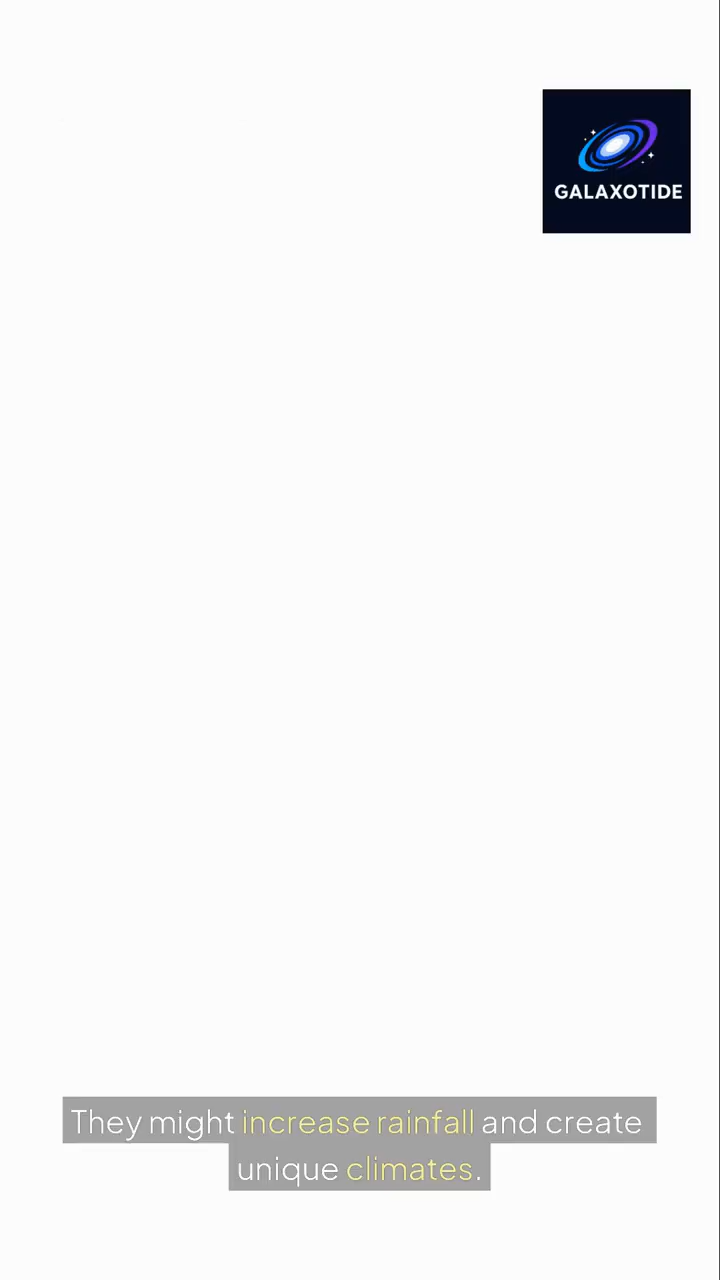 GALAXOTIDE
They might increase rainfall and create
unique climates.